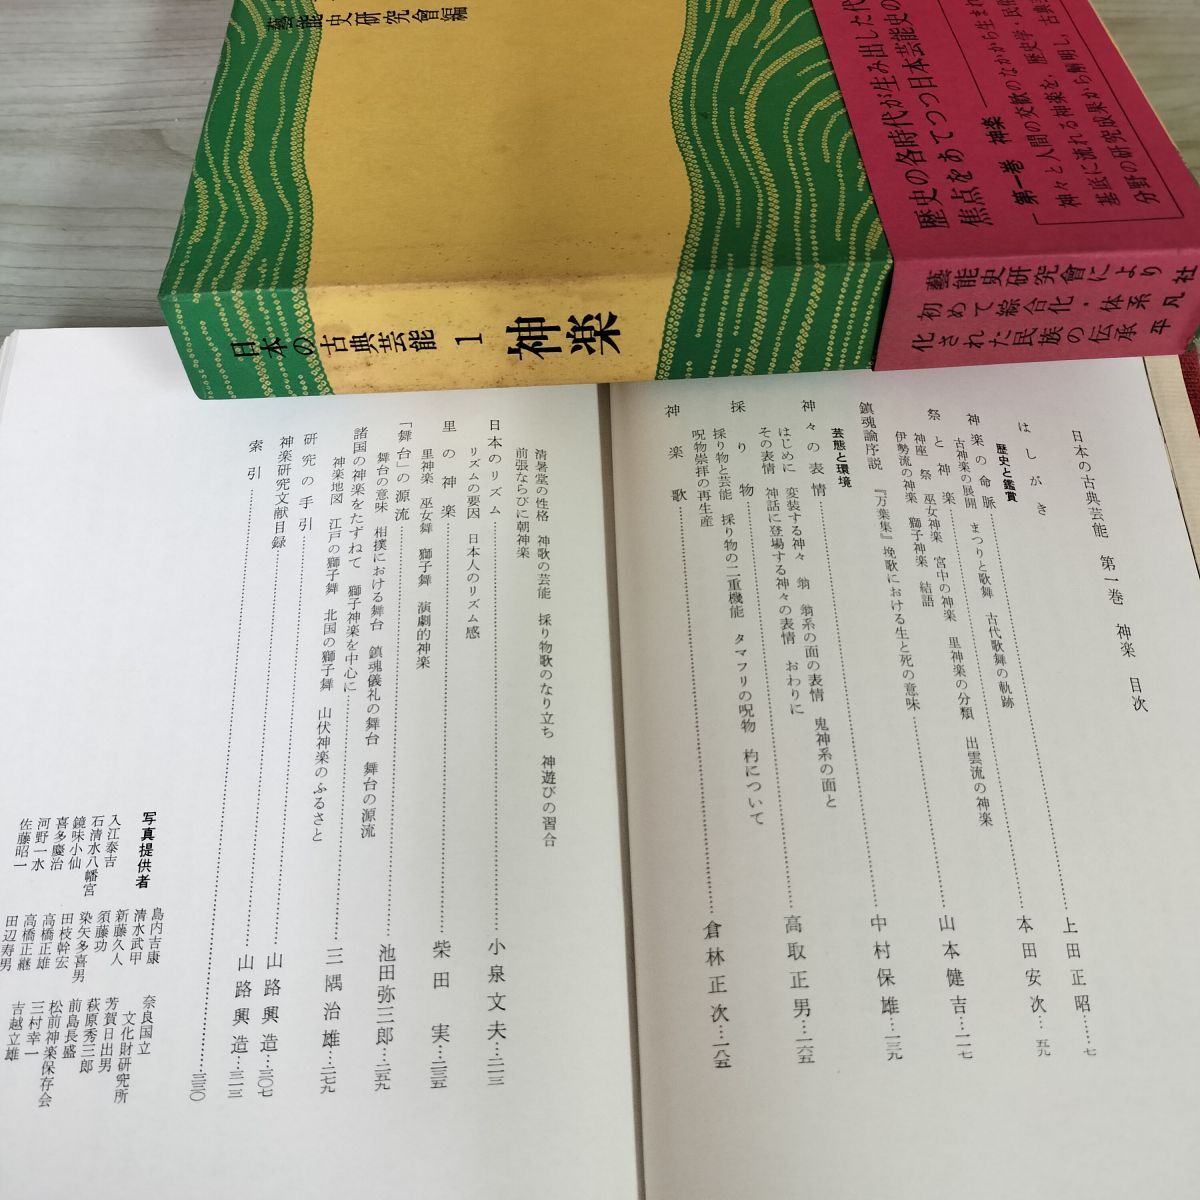 藝能史研究會編
日本の古典芸能
1
神楽
歴史の各時代が生み出した代
焦点をあてつつ日本芸能史の
第一巻 神楽
神々と人間の交歓のなかから生まれ
基底に流れる神楽を、歴史学・民俗
分野の研究成果から解明し、古典
藝能史研究會により
初めて綜合化・体系
化された民族の伝承
平凡社
日本の古典芸能 第一巻 神楽 目次
はしがき
上田正昭…七
歴史と鑑賞
神楽の命脈…本田安次…五九
古神楽の展開 まつりと歌舞 古代歌舞の軌跡
祭と神楽…山本健吉…一一七
神座 祭 巫女神楽 宮中の神楽 里神楽の分類 出雲流の神楽
伊勢流の神楽 獅子神楽 結語
鎮魂論序説 『万葉集』挽歌における生と死の意味…中村保雄…一三九
芸態と環境
神々の表情…高取正男…一六五
はじめに 変装する神々 翁 翁系の面の表情 鬼神系の面と
その表情 神話に登場する神々の表情 おわりに
採り物…倉林正次…一八五
採り物と芸能 採り物の二重機能 タマフリの呪物 杓について
呪物崇拝の再生産
神楽歌
清暑堂の性格 神歌の芸能 採り物歌のなり立ち 神遊びの習合
前張ならびに朝神楽
日本のリズム…小泉文夫…二一三
リズムの要因 日本人のリズム感
里の神楽…柴田 実…二三五
里神楽 巫女舞 獅子舞 演劇的神楽
「舞台」の源流…池田弥三郎…二五九
舞台の意味 相撲における舞台 鎮魂儀礼の舞台 舞台の源流
諸国の神楽をたずねて 獅子神楽を中心に…三隅治雄…二七九
神楽地図 江戸の獅子舞 北国の獅子舞 山伏神楽のふるさと
研究の手引…山路興造…三〇七
神楽研究文献目録…山路興造…三一三
索引…三三〇
写真提供者
入江泰吉
石清水八幡宮
鏡味小仙
喜多慶治
河野一水
佐藤昭一
島内吉康
清水武甲
新藤久人
須藤功
染矢多喜男
田枝幹宏
高橋正雄
高橋正継
田辺寿男
奈良国立
文化財研究所
芳賀日出男
萩原秀三郎
前島長盛
松前神楽保存会
三村幸一
吉越立雄